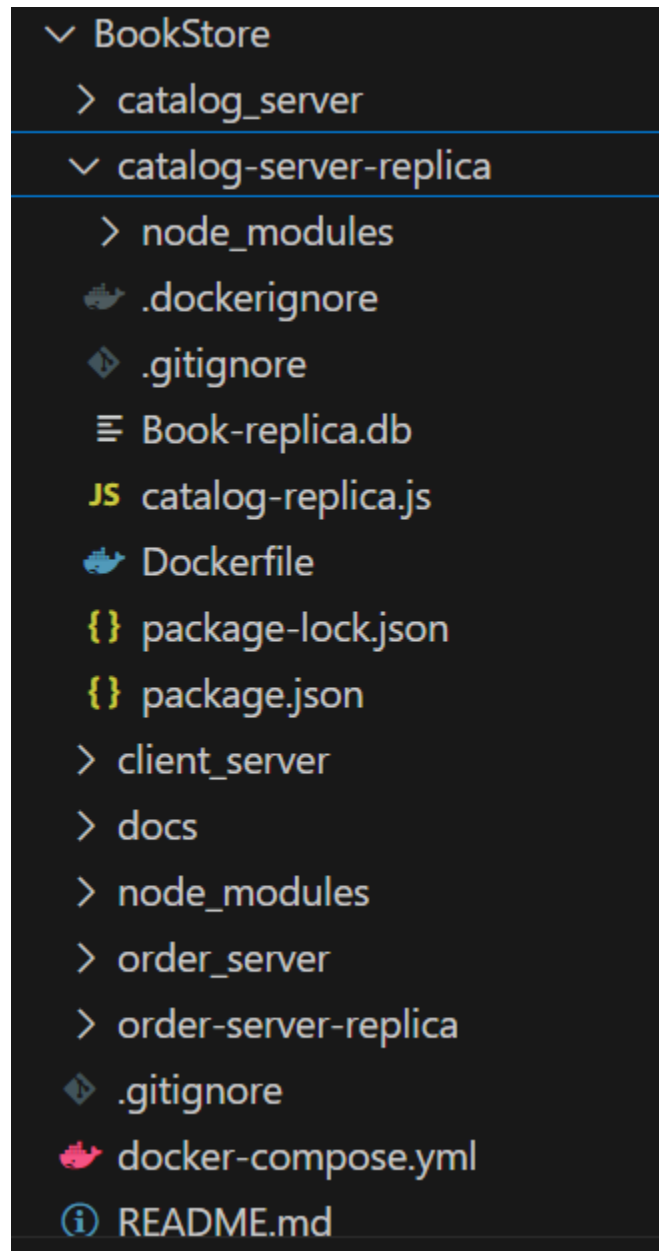 BookStore
catalog_server
catalog-server-replica
node_modules
.dockerignore
.gitignore
Book-replica.db
JS catalog-replica.js
Dockerfile
{} package-lock.json
{} package.json
client_server
docs
node_modules
order_server
order-server-replica
.gitignore
docker-compose.yml
README.md